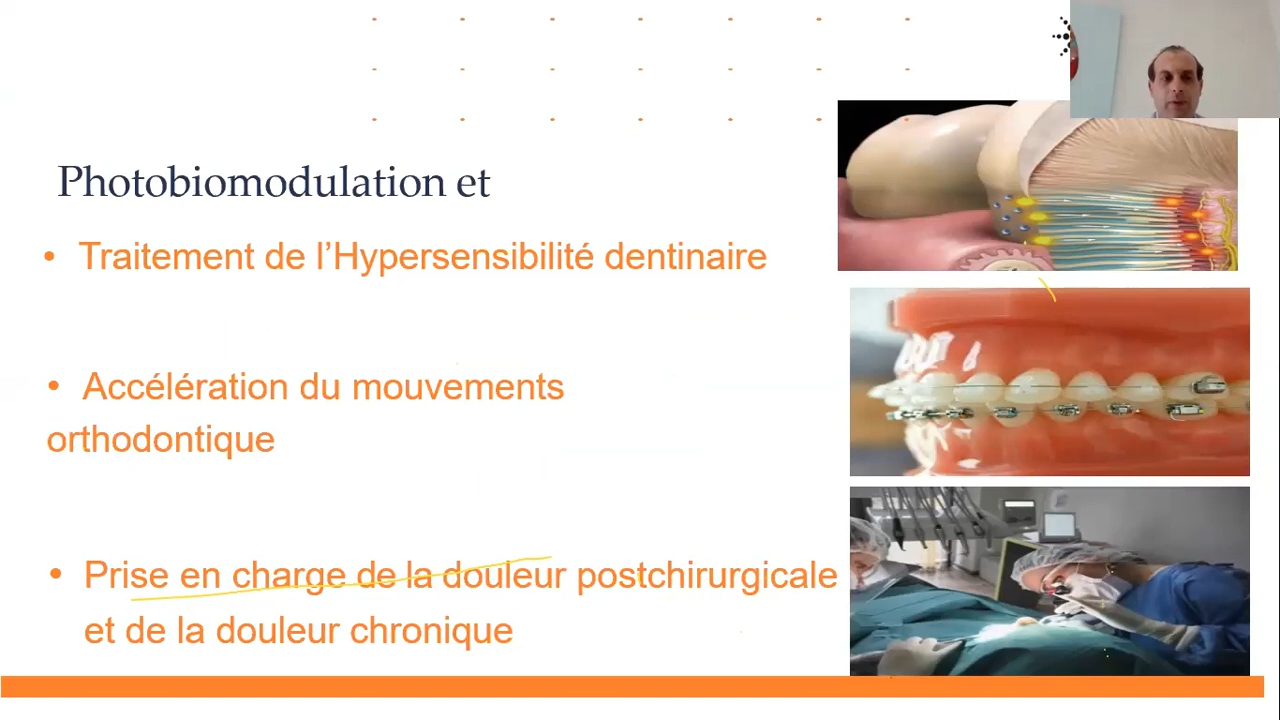 Photobiomodulation et
• Traitement de l’Hypersensibilité dentinaire
• Accélération du mouvements
orthodontique
• Prise en charge de la douleur postchirurgicale
et de la douleur chronique